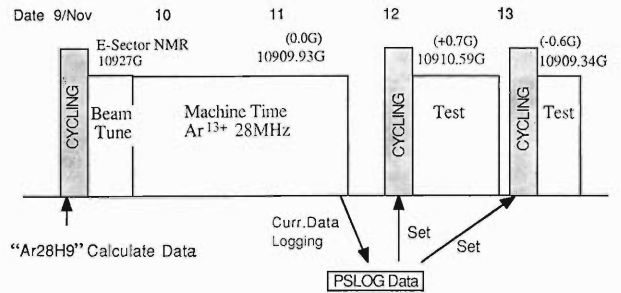 Date 9/Nov 10 11 12 13
E-Sector NMR
10927G
(0.0G)
10909.93G
(+0.7G)
10910.59G
(-0.6G)
10909.34G
CYCLING
Beam
Tune
Machine Time
Ar13+ 28MHz
CYCLING
Test
CYCLING
Test
Curr.Data
Logging
Set
Set
“Ar28H9” Calculate Data
PSLOG Data